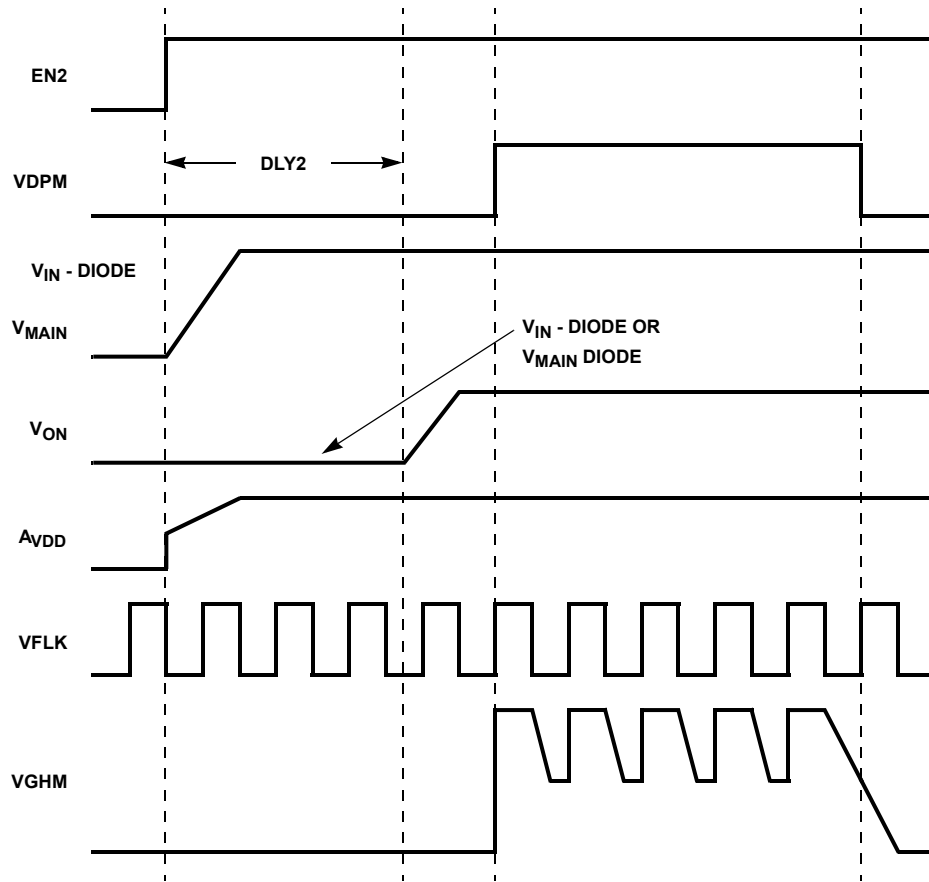 EN2
DLY2
VDPM
VIN - DIODE
VMAIN
VIN - DIODE OR
VMAIN DIODE
VON
AVDD
VFLK
VGHM